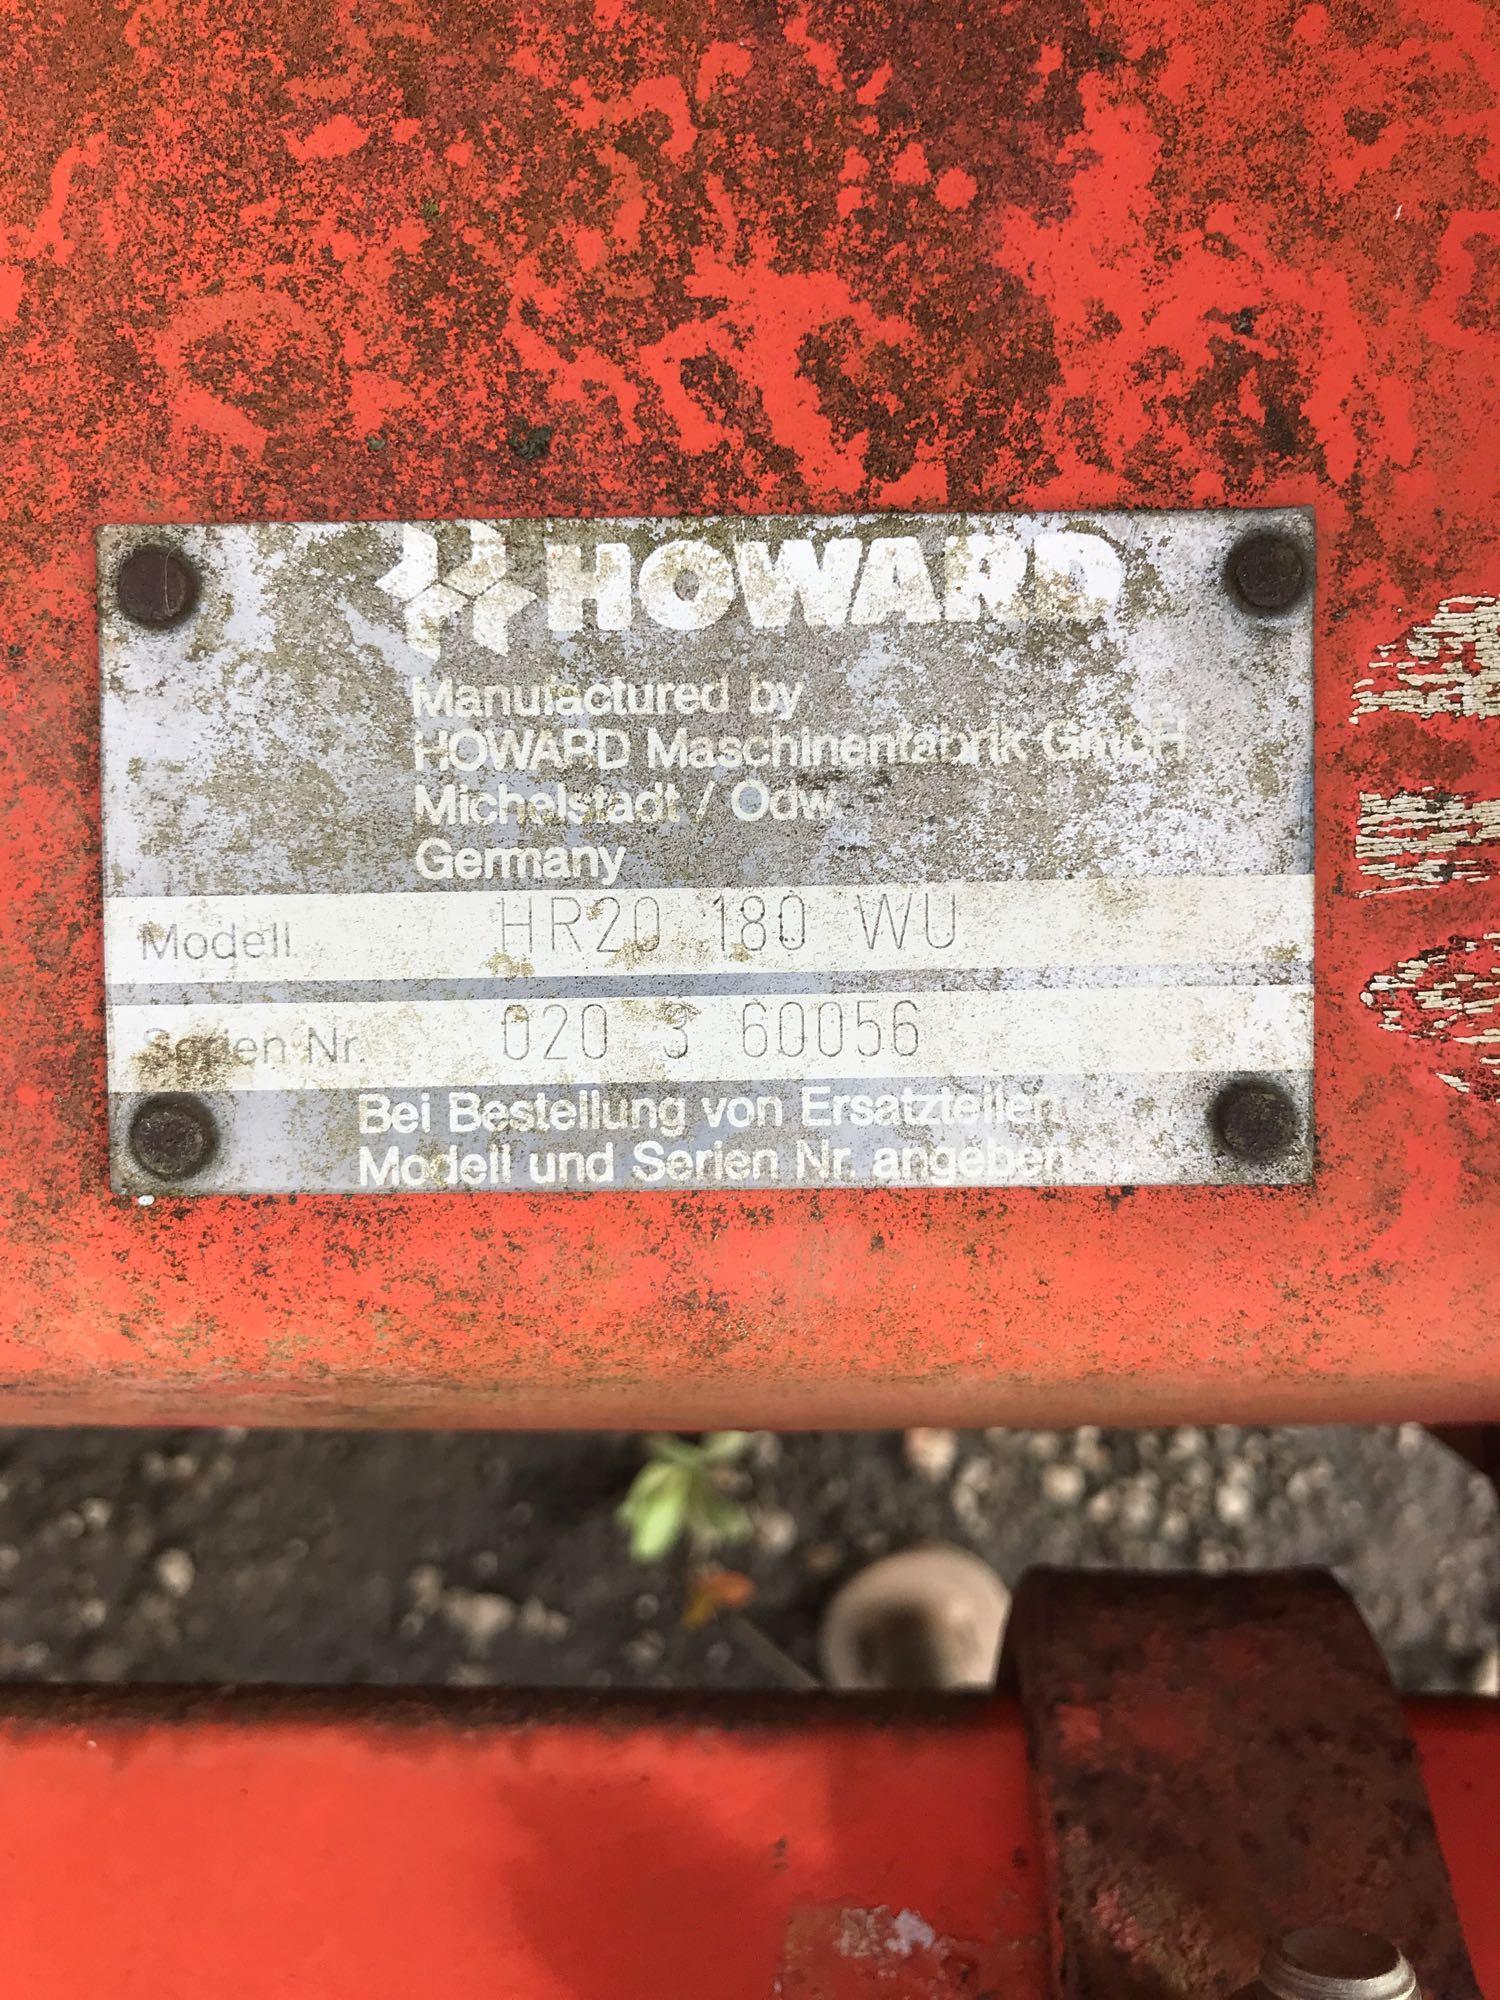 HOWARD
Manufactured by
HOWARD Maschinenfabrik GmbH
Michelstadt / Odw.
Germany
Modell HR20 180 WU
Serien Nr. 020 3 60056
Bei Bestellung von Ersatzteilen
Modell und Serien Nr. angeben